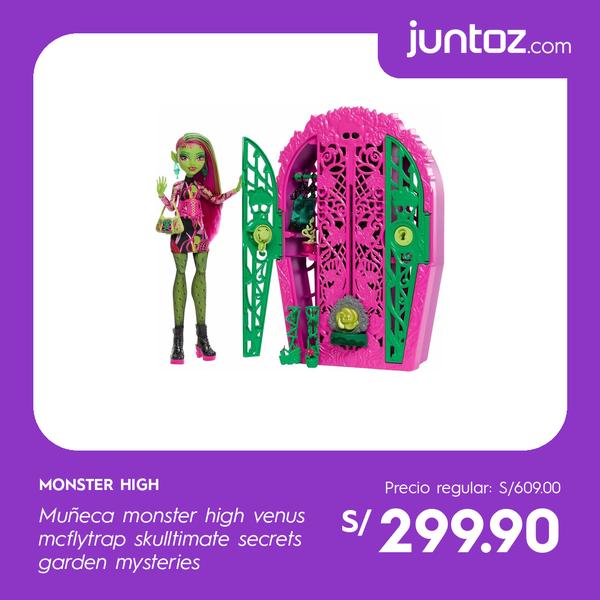 juntoz.com
MONSTER HIGH
Muñeca monster high venus
mcflytrap skulltimate secrets
garden mysteries
Precio regular: S/609.00
S/299.90